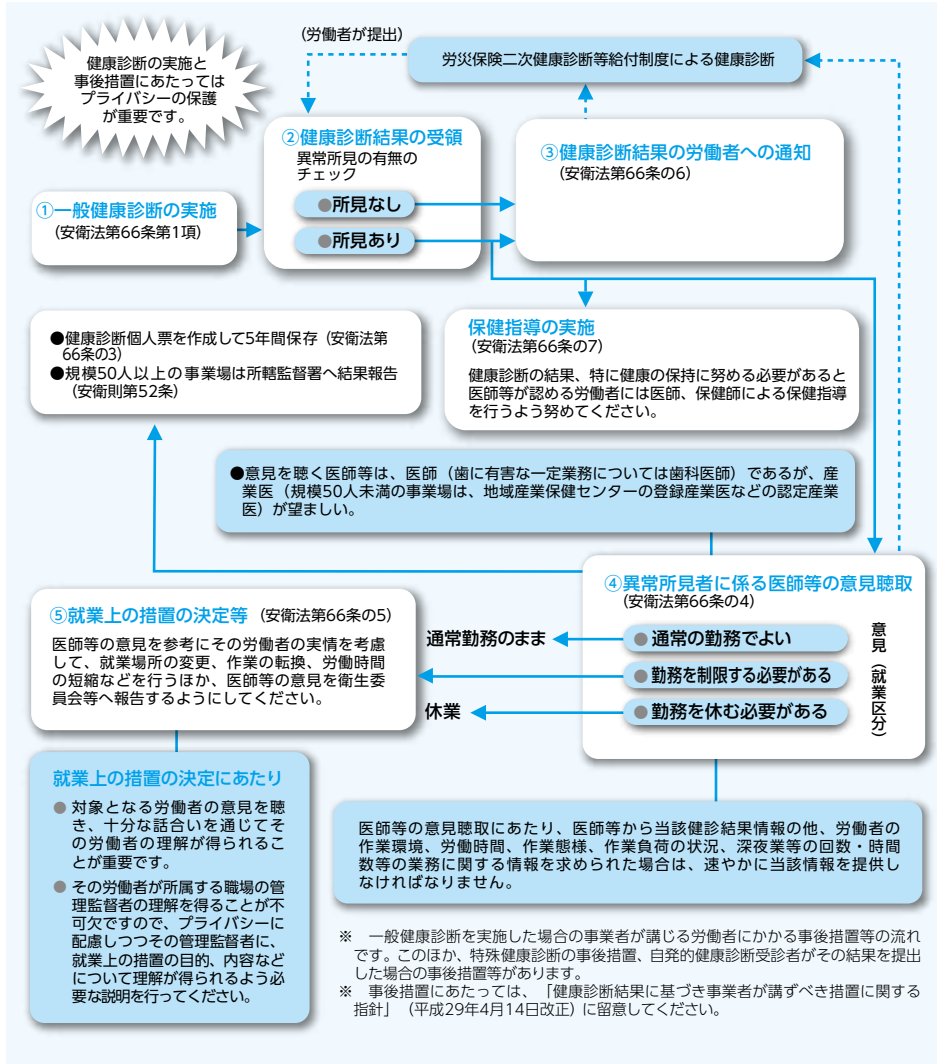 健康診断の実施と
事後措置にあたっては
プライバシーの保護
が重要です。
(労働者が提出)
労災保険二次健康診断等給付制度による健康診断
①一般健康診断の実施
(安衛法第66条第1項)
②健康診断結果の受領
異常所見の有無の
チェック
●所見なし
●所見あり
③健康診断結果の労働者への通知
(安衛法第66条の6)
●健康診断個人票を作成して5年間保存(安衛法第
66条の3)
●規模50人以上の事業場は所轄監督署へ結果報告
(安衛則第52条)
保健指導の実施
(安衛法第66条の7)
健康診断の結果、特に健康の保持に努める必要があると
医師等が認める労働者には医師、保健師による保健指導
を行うよう努めてください。
●意見を聴く医師等は、医師(歯に有害な一定業務については歯科医師)であるが、産
業医(規模50人未満の事業場は、地域産業保健センターの登録産業医などの認定産業
医)が望ましい。
④異常所見者に係る医師等の意見聴取
(安衛法第66条の4)
●通常の勤務でよい
●勤務を制限する必要がある
●勤務を休む必要がある
意見(就業区分)
通常勤務のまま
休業
⑤就業上の措置の決定等 (安衛法第66条の5)
医師等の意見を参考にその労働者の実情を考慮
して、就業場所の変更、作業の転換、労働時間
の短縮などを行うほか、医師等の意見を衛生委
員会等へ報告するようにしてください。
就業上の措置の決定にあたり
● 対象となる労働者の意見を聴
き、十分な話合いを通じてそ
の労働者の理解が得られるこ
とが重要です。
● その労働者が所属する職場の管
理監督者の理解を得ることが不
可欠ですので、プライバシーに
配慮しつつその管理監督者に、
就業上の措置の目的、内容など
について理解が得られるよう必
要な説明を行ってください。
医師等の意見聴取にあたり、医師等から当該健診結果情報の他、労働者の
作業環境、労働時間、作業態様、作業負荷の状況、深夜業等の回数・時間
数等の業務に関する情報を求められた場合は、速やかに当該情報を提供し
なければなりません。
※ 一般健康診断を実施した場合の事業者が講じる労働者にかかる事後措置等の流れ
です。このほか、特殊健康診断の事後措置、自発的健康診断受診者がその結果を提出
した場合の事後措置等があります。
※ 事後措置にあたっては、「健康診断結果に基づき事業者が講ずべき措置に関する
指針」(平成29年4月14日改正)に留意してください。